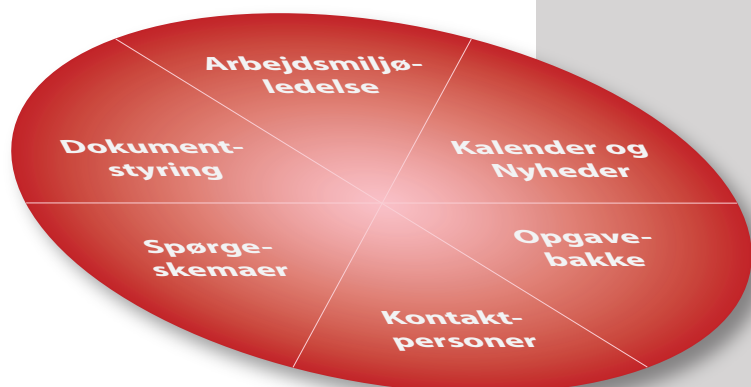 Arbejdsmiljø-
ledelse
Kalender og
Nyheder
Opgave-
bakke
Kontakt-
personer
Spørge-
skemaer
Dokument-
styring